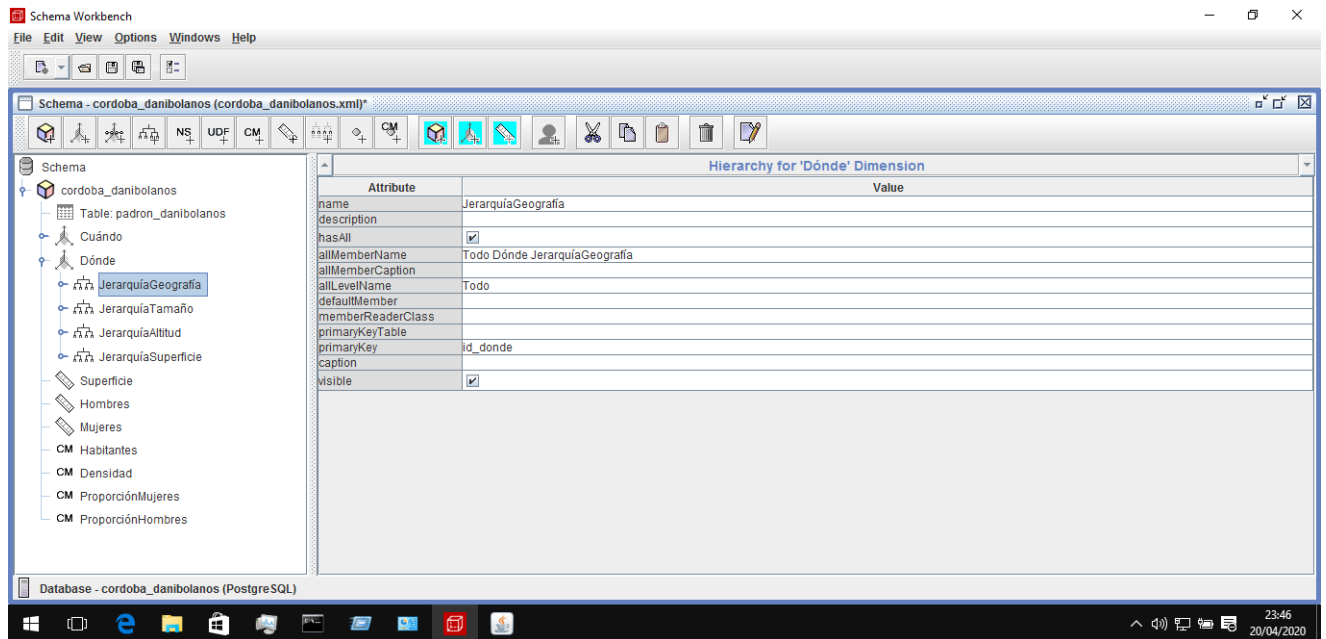 Schema Workbench
File Edit View Options Windows Help
Schema - cordoba_danibolanos (cordoba_danibolanos.xml)*
NS UDF CM CM
Schema
cordoba_danibolanos
Table: padron_danibolanos
Cuándo
Dónde
JerarquíaGeografía
JerarquíaTamaño
JerarquíaAltitud
JerarquíaSuperficie
Superficie
Hombres
Mujeres
CM Habitantes
CM Densidad
CM ProporciónMujeres
CM ProporciónHombres
Hierarchy for 'Dónde' Dimension
Attribute Value
name JerarquíaGeografía
description
hasAll
allMemberName Todo Dónde JerarquíaGeografía
allMemberCaption
allLevelName Todo
defaultMember
memberReaderClass
primaryKeyTable
primaryKey id_donde
caption
visible
Database - cordoba_danibolanos (PostgreSQL)
23:46
20/04/2020